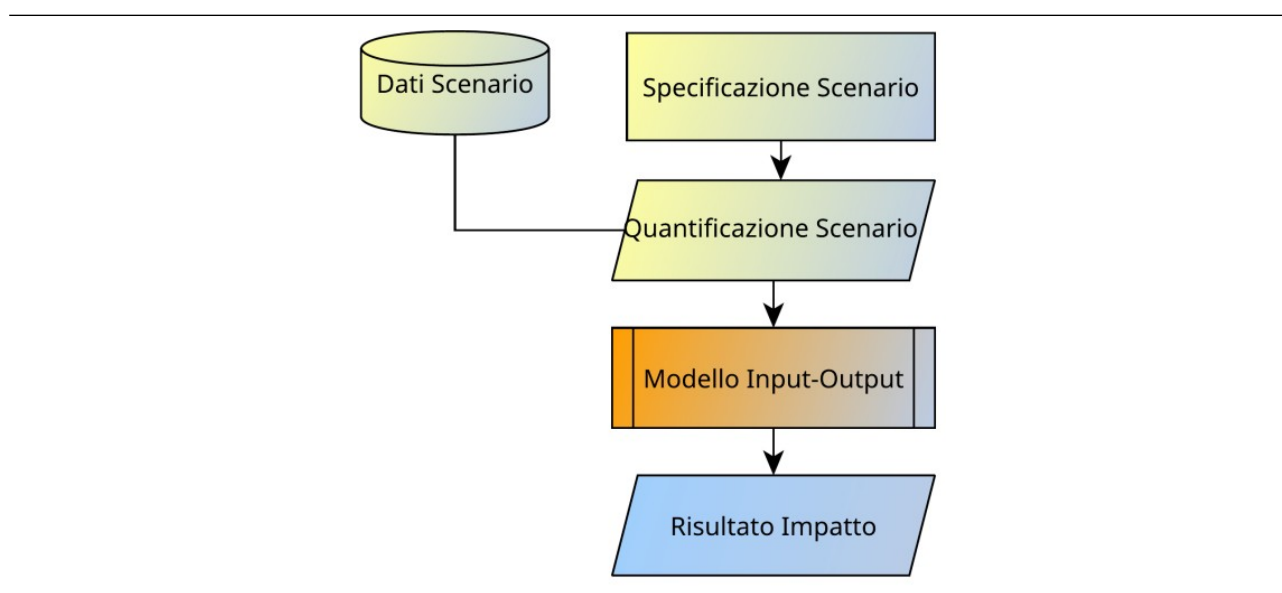 Dati Scenario
Specificazione Scenario
Quantificazione Scenario
Modello Input-Output
Risultato Impatto